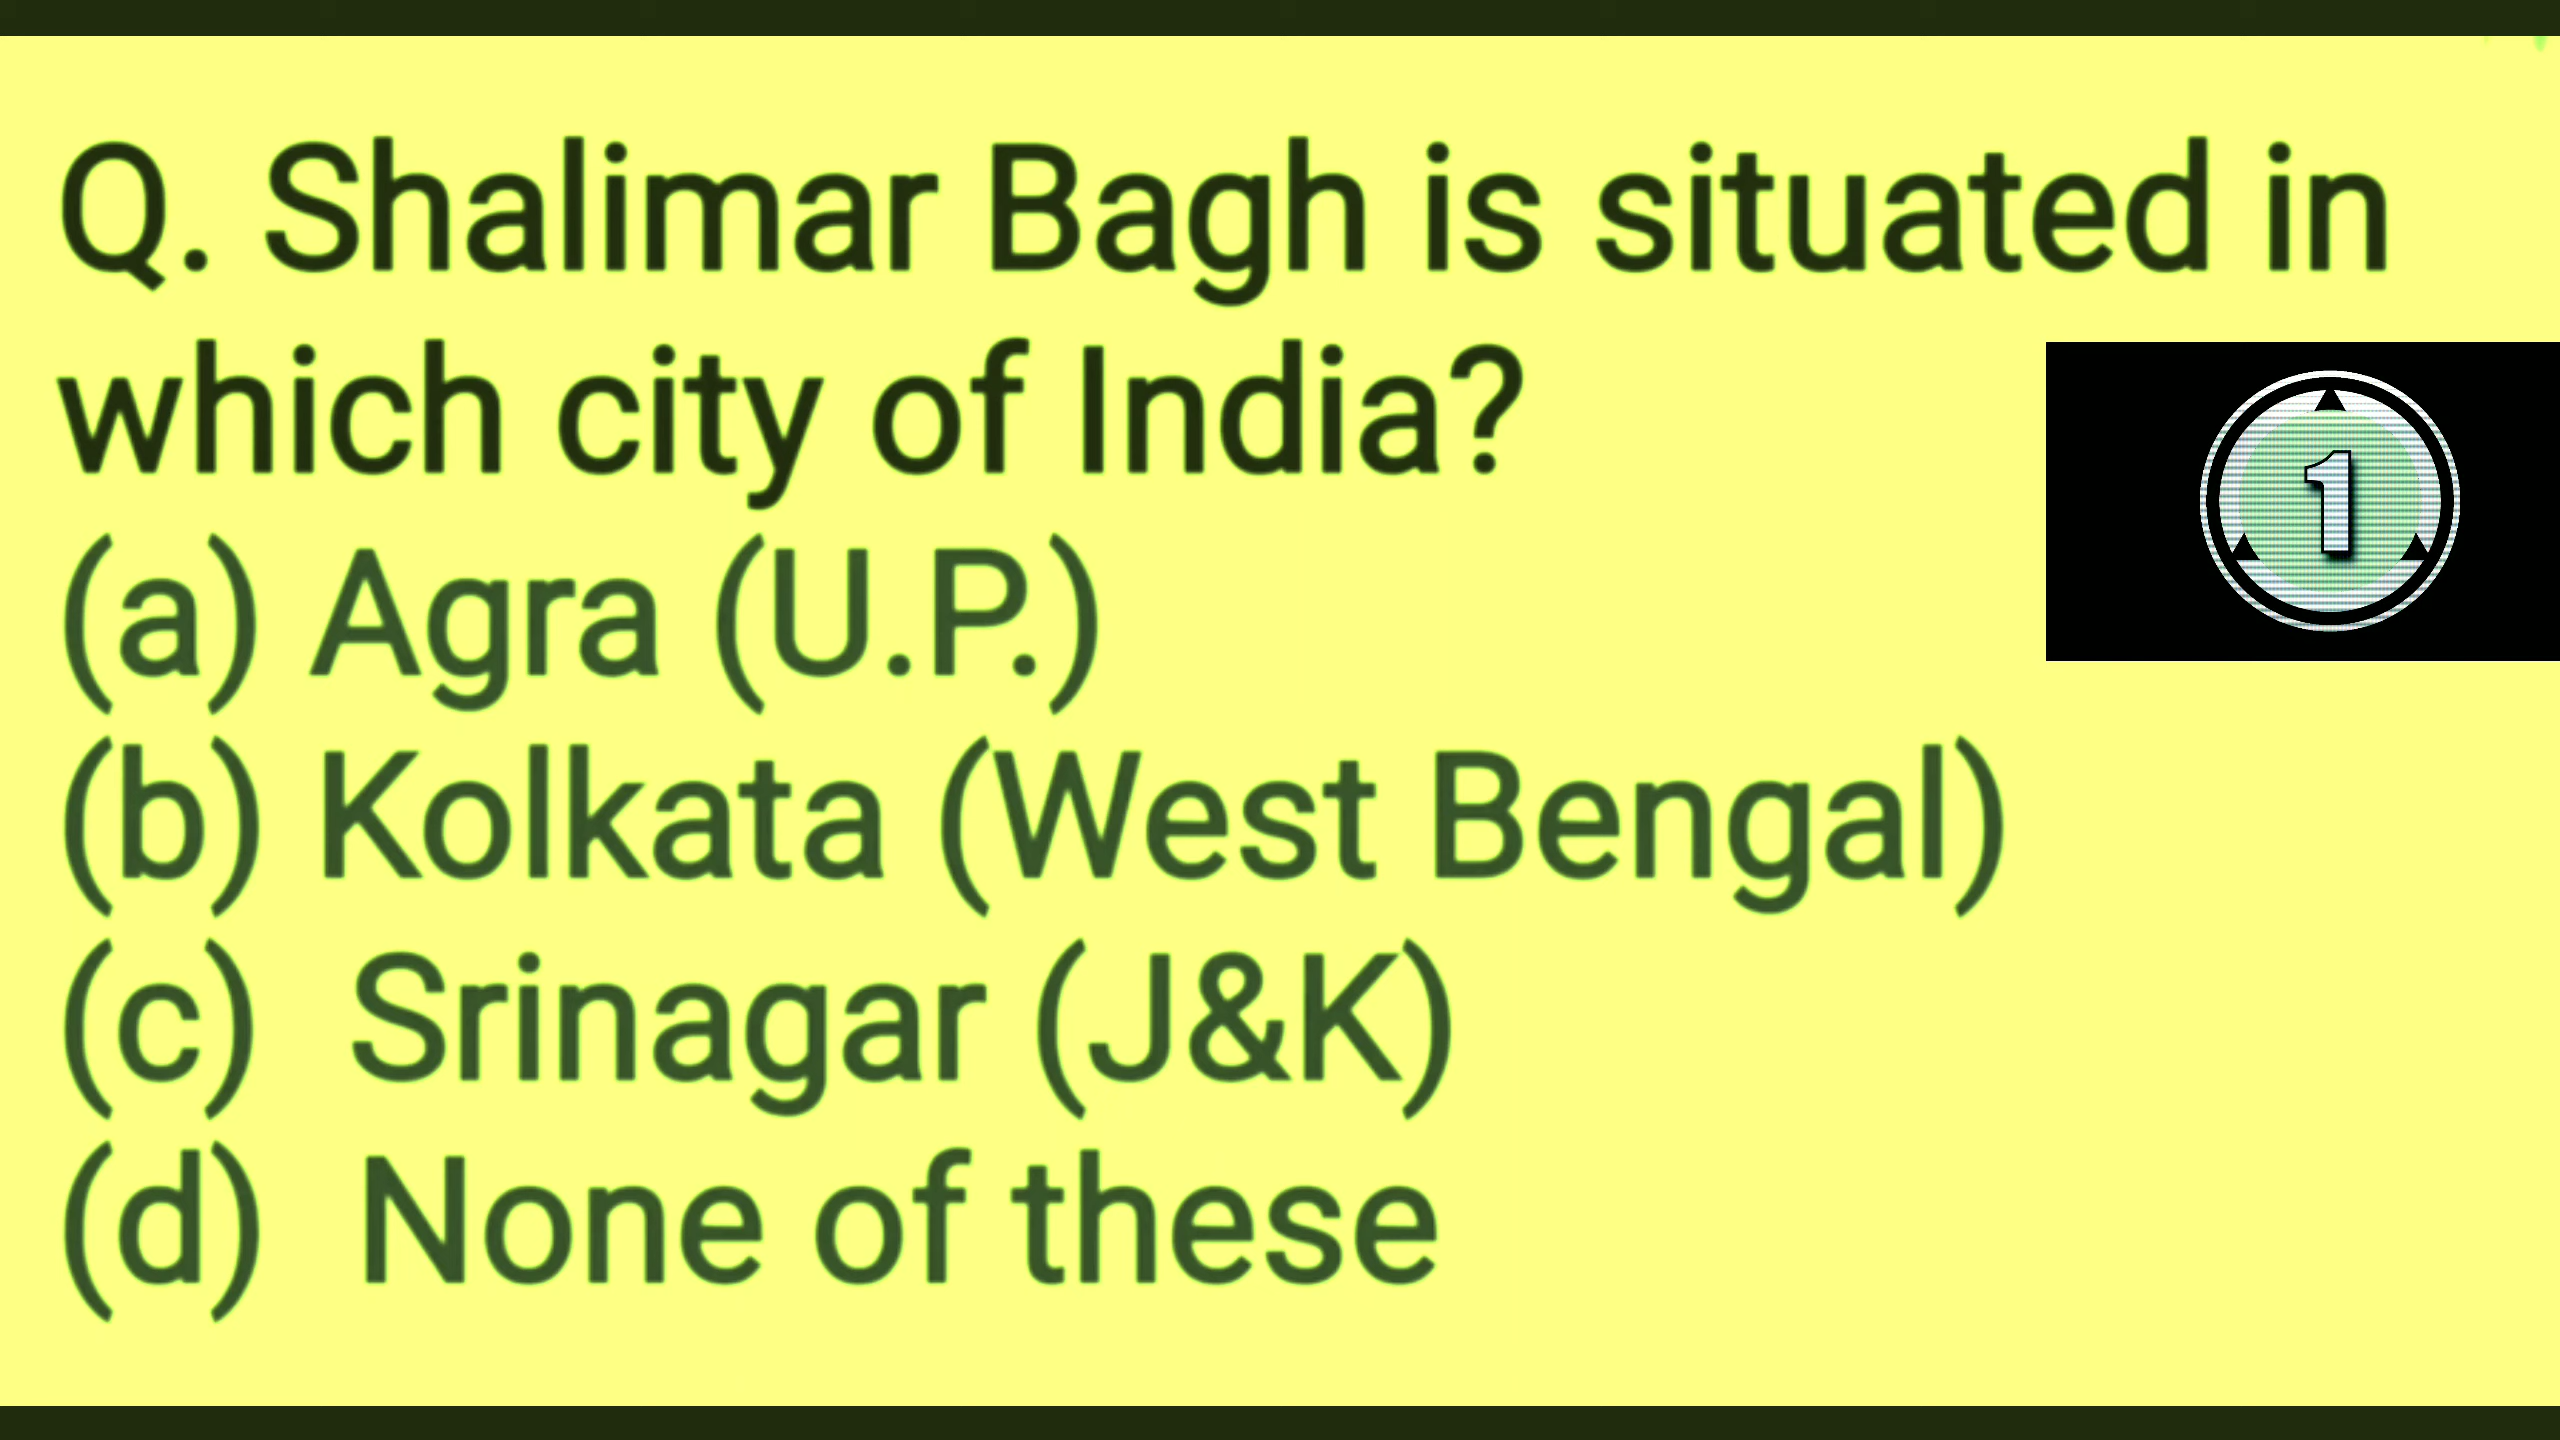 Q. Shalimar Bagh is situated in
which city of India?
1
(a) Agra (U.P.)
(b) Kolkata (West Bengal)
(c) Srinagar (J&K)
(d) None of these